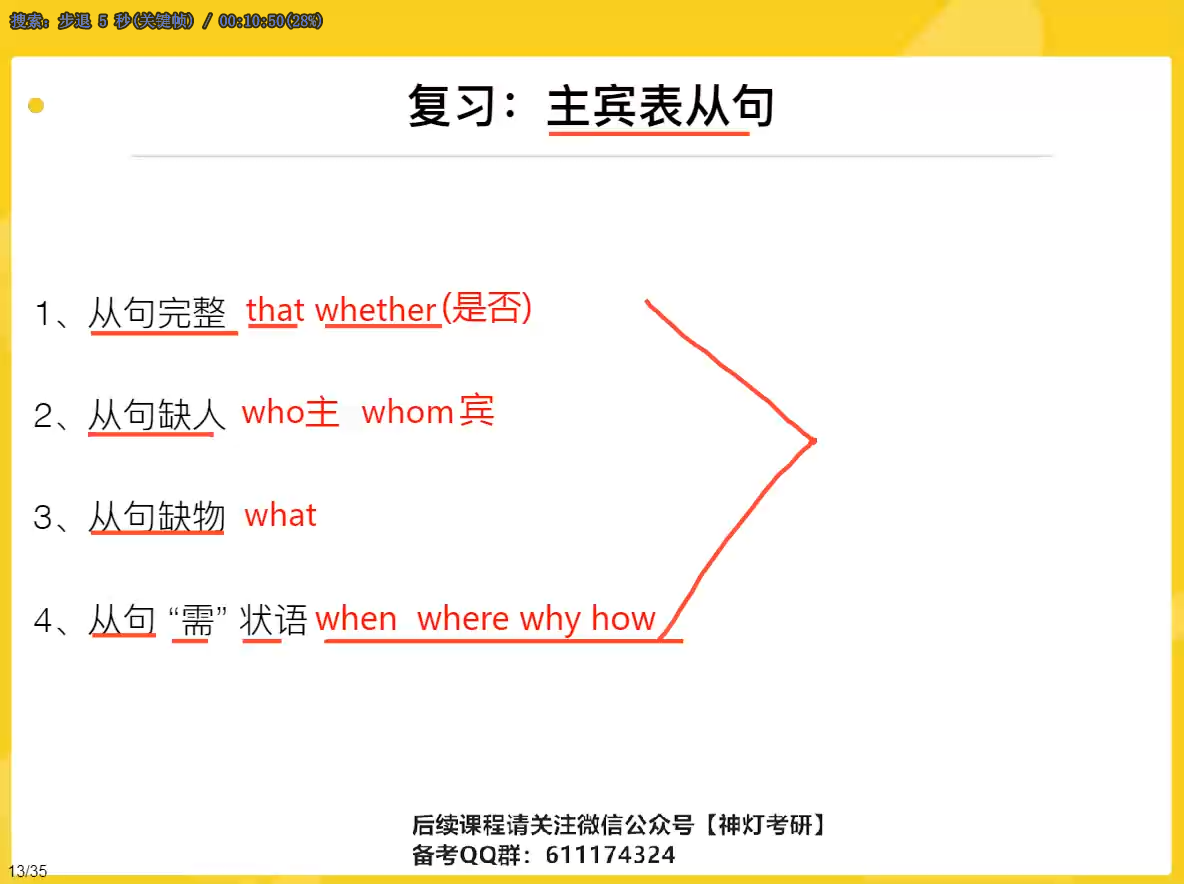 搜索: 步退 5 秒(关键帧) / 00:10:50(28%)
复习：主宾表从句
1、从句完整 that whether(是否)
2、从句缺人 who主 whom宾
3、从句缺物 what
4、从句 “需” 状语 when where why how
后续课程请关注微信公众号【神灯考研】
备考QQ群：611174324
13/35